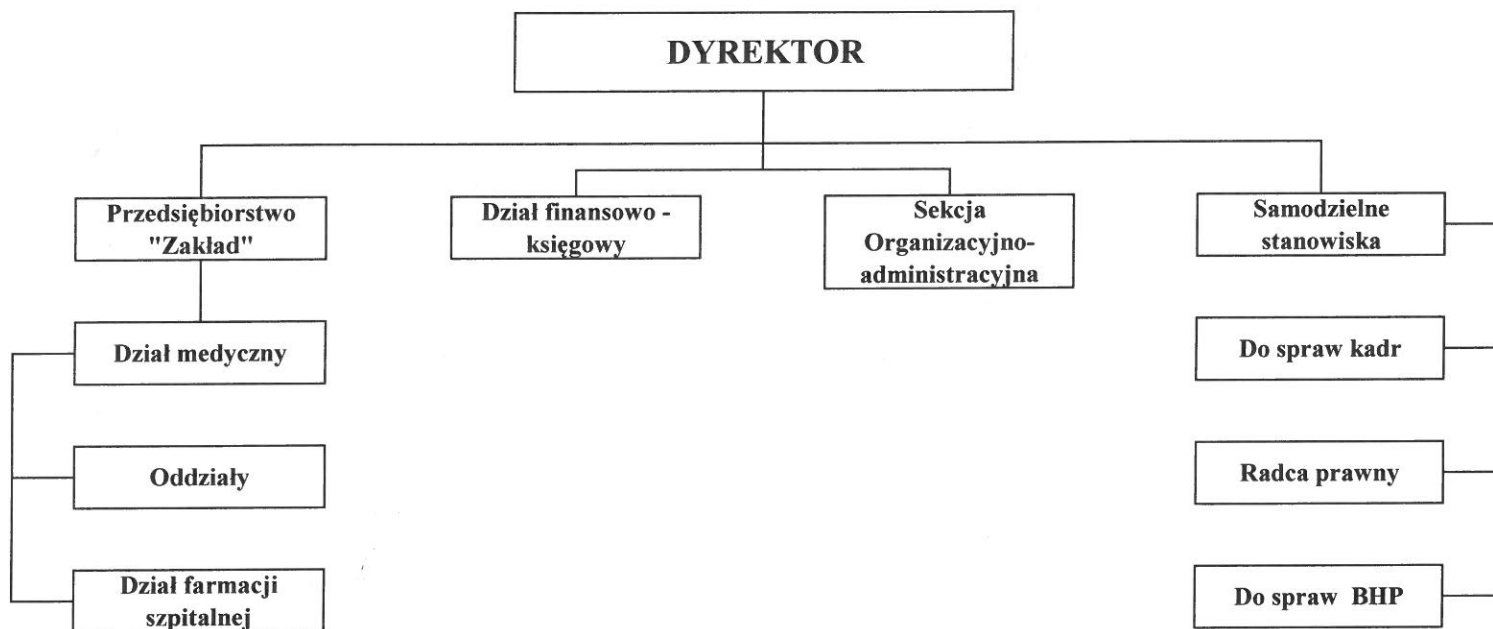 DYREKTOR
Przedsiębiorstwo
"Zakład"
Dział finansowo -
księgowy
Sekcja
Organizacyjno-
administracyjna
Samodzielne
stanowiska
Dział medyczny
Do spraw kadr
Oddziały
Radca prawny
Dział farmacji
szpitalnej
Do spraw BHP